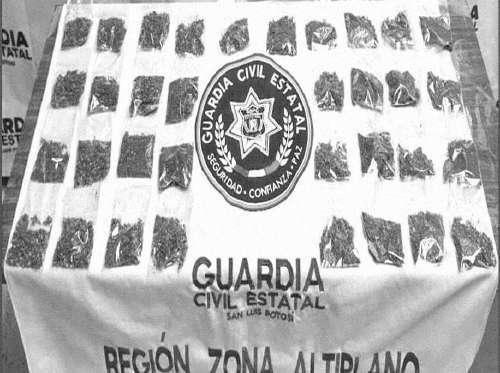 GUARDIA CIVIL ESTATAL
SEGURIDAD • CONFIANZA • PAZ
GUARDIA
CIVIL ESTATAL
SAN LUIS POTOSÍ
REGIÓN ZONA ALTIPLANO